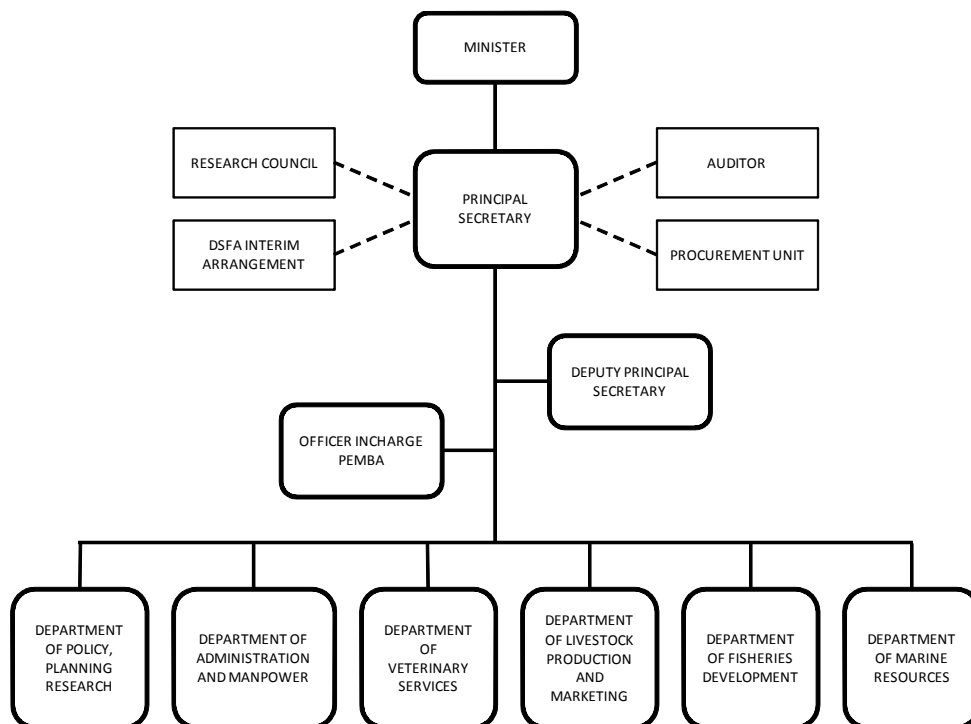 MINISTER
RESEARCH COUNCIL
AUDITOR
PRINCIPAL
SECRETARY
DSFA INTERIM
ARRANGEMENT
PROCUREMENT UNIT
DEPUTY PRINCIPAL
SECRETARY
OFFICER INCHARGE
PEMBA
DEPARTMENT
OF POLICY,
PLANNING
RESEARCH
DEPARTMENT OF
ADMINISTRATION
AND MANPOWER
DEPARTMENT
OF
VETERINARY
SERVICES
DEPARTMENT
OF LIVESTOCK
PRODUCTION
AND
MARKETING
DEPARTMENT
OF FISHERIES
DEVELOPMENT
DEPARTMENT
OF MARINE
RESOURCES